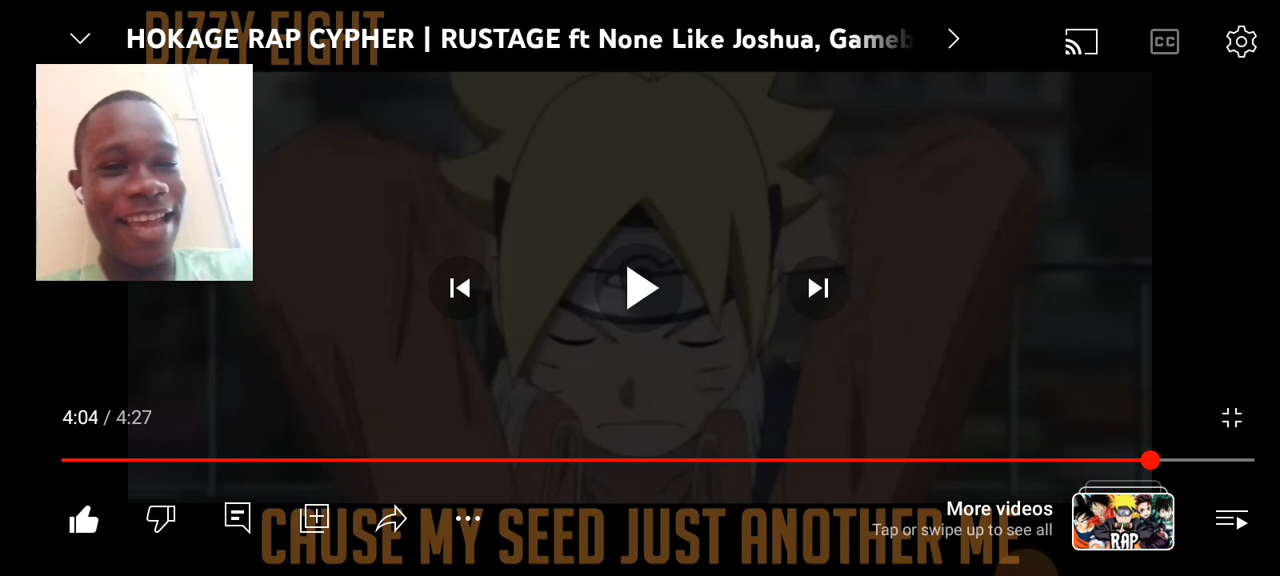 DIZZY EIGHT
HOKAGE RAP CYPHER | RUSTAGE ft None Like Joshua, Gameb
CC
4:04 / 4:27
More videos
Tap or swipe up to see all
RAP
CAUSE MY SEED JUST ANOTHER ME